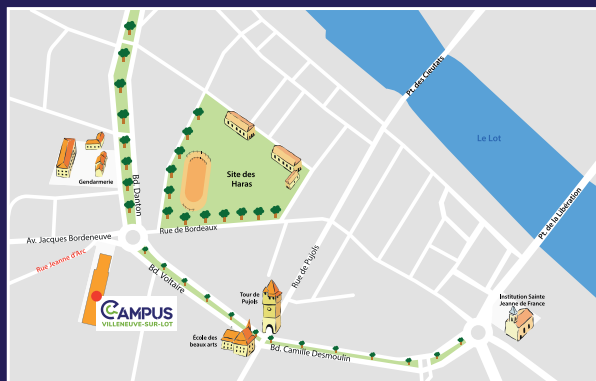 Pt. des Cieutats
Le Lot
Gendarmerie
Site des
Haras
Bd. Danton
Pt. de la Libération
Rue de Bordeaux
Av. Jacques Bordeneuve
Rue Jeanne d'Arc
Bd. Voltaire
Rue de Pujols
Tour de
Pujols
Institution Sainte
Jeanne de France
CAMPUS
VILLENEUVE-SUR-LOT
École des
beaux arts
Bd. Camille Desmoulin